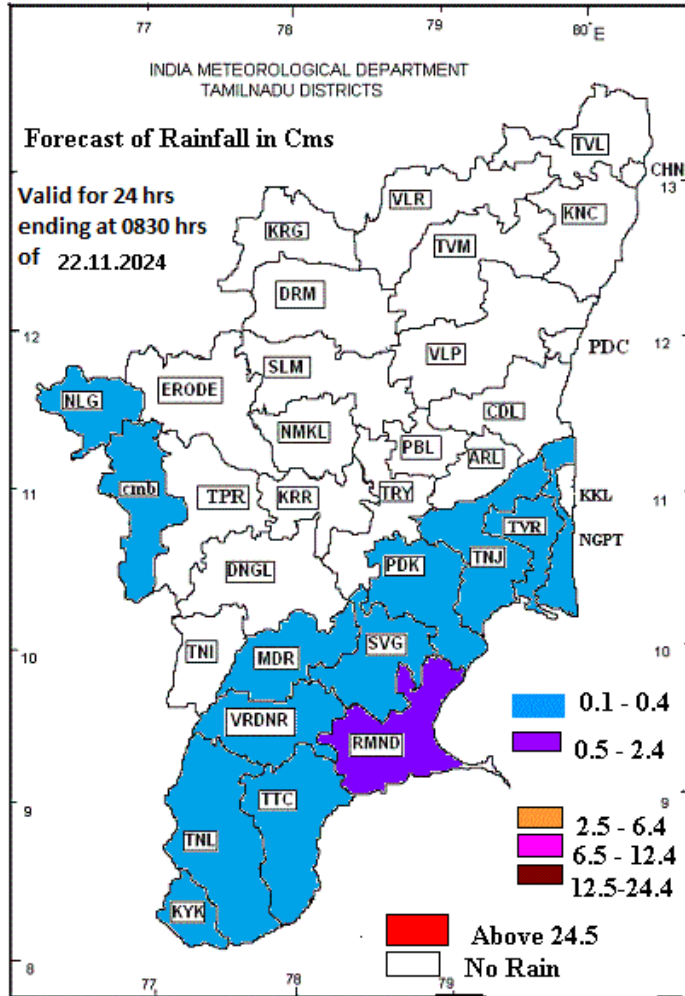 77 78 79 80 E
INDIA METEOROLOGICAL DEPARTMENT
TAMILNADU DISTRICTS
Forecast of Rainfall in Cms
TVL
CHN
13
Valid for 24 hrs
ending at 0830 hrs
of 22.11.2024
VLR
KNC
KRG
TVM
DRM
12
12
PDC
VLP
SLM
ERODE
NLG
CDL
NMKL
PBL
ARL
11
cmb
TPR
KRR
TRY
KKL
11
TVR
NGPT
DNGL
PDK
TNJ
10
TNI
MDR
SVG
10
0.1 - 0.4
VRDNR
RMND
0.5 - 2.4
9
TTC
9
2.5 - 6.4
TNL
6.5 - 12.4
12.5-24.4
KYK
Above 24.5
8
No Rain
77 78 79